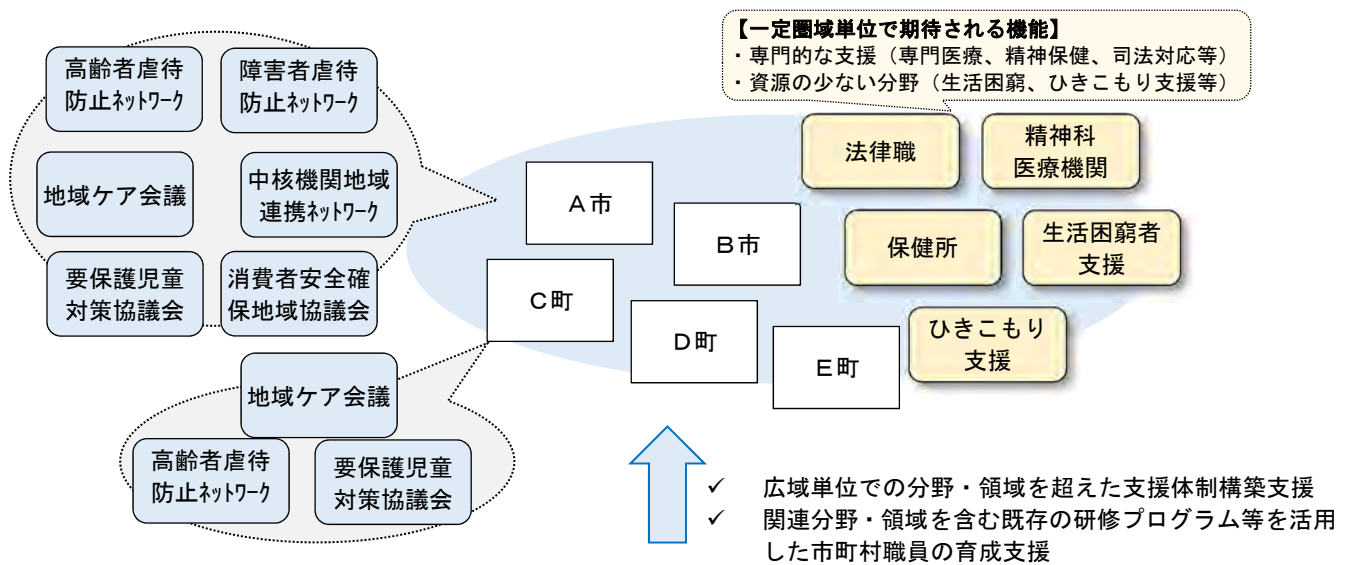 【一定圏域単位で期待される機能】
・専門的な支援（専門医療、精神保健、司法対応等）
・資源の少ない分野（生活困窮、ひきこもり支援等）
高齢者虐待
防止ﾈｯﾄﾜｰｸ
障害者虐待
防止ﾈｯﾄﾜｰｸ
地域ケア会議
中核機関地域
連携ﾈｯﾄﾜｰｸ
要保護児童
対策協議会
消費者安全確
保地域協議会
A市
B市
C町
D町
E町
法律職
精神科
医療機関
保健所
生活困窮者
支援
ひきこもり
支援
地域ケア会議
高齢者虐待
防止ﾈｯﾄﾜｰｸ
要保護児童
対策協議会
✓ 広域単位での分野・領域を超えた支援体制構築支援
✓ 関連分野・領域を含む既存の研修プログラム等を活用
した市町村職員の育成支援